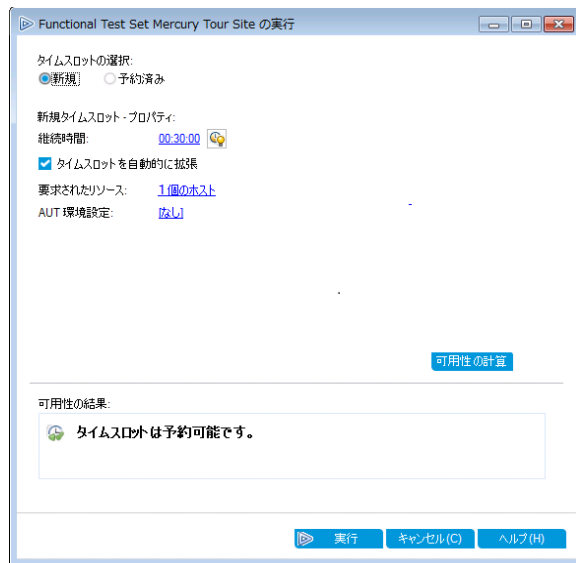 Functional Test Set Mercury Tour Site の実行
タイムスロットの選択:
新規 予約済み
新規タイムスロット - プロパティ:
継続時間: 00:30:00
タイムスロットを自動的に拡張
要求されたリソース: 1 個のホスト
AUT 環境設定: [なし]
可用性の計算
可用性の結果:
タイムスロットは予約可能です。
実行 キャンセル(C) ヘルプ(H)